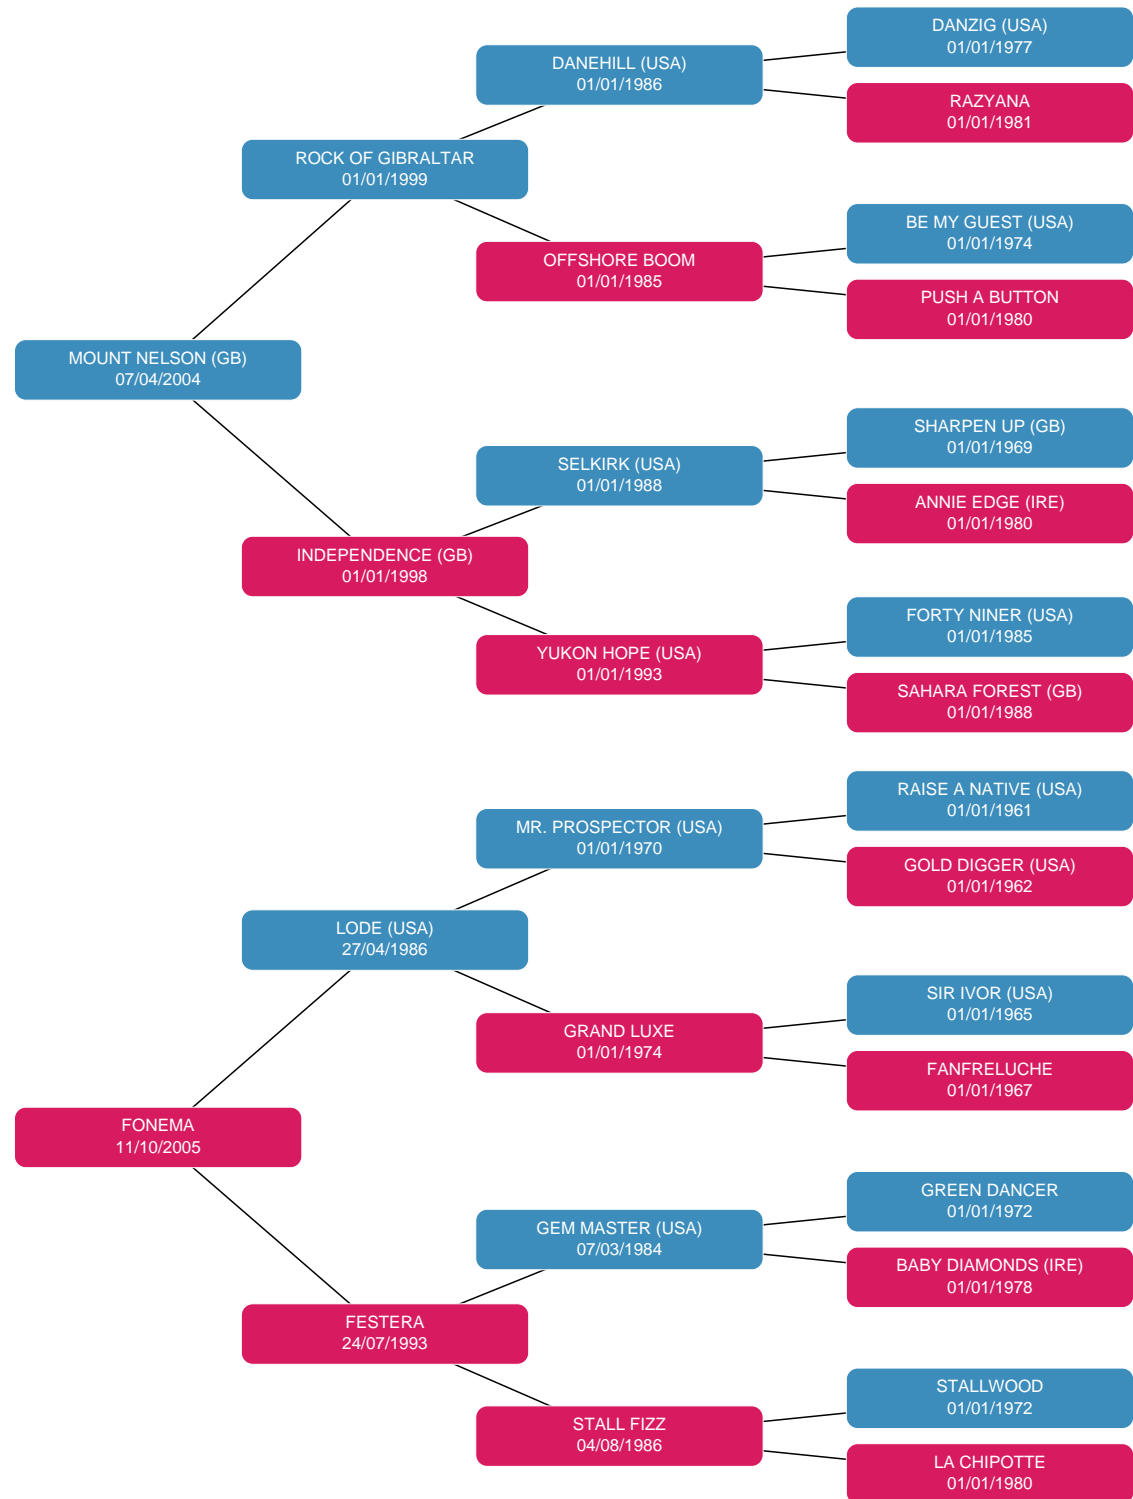 DANZIG (USA)
01/01/1977
DANEHILL (USA)
01/01/1986
RAZYANA
01/01/1981
ROCK OF GIBRALTAR
01/01/1999
BE MY GUEST (USA)
01/01/1974
OFFSHORE BOOM
01/01/1985
PUSH A BUTTON
01/01/1980
MOUNT NELSON (GB)
07/04/2004
SHARPEN UP (GB)
01/01/1969
SELKIRK (USA)
01/01/1988
ANNIE EDGE (IRE)
01/01/1980
INDEPENDENCE (GB)
01/01/1998
FORTY NINER (USA)
01/01/1985
YUKON HOPE (USA)
01/01/1993
SAHARA FOREST (GB)
01/01/1988
RAISE A NATIVE (USA)
01/01/1961
MR. PROSPECTOR (USA)
01/01/1970
GOLD DIGGER (USA)
01/01/1962
LODE (USA)
27/04/1986
SIR IVOR (USA)
01/01/1965
GRAND LUXE
01/01/1974
FANFRELUCHE
01/01/1967
FONEMA
11/10/2005
GREEN DANCER
01/01/1972
GEM MASTER (USA)
07/03/1984
BABY DIAMONDS (IRE)
01/01/1978
FESTERA
24/07/1993
STALLWOOD
01/01/1972
STALL FIZZ
04/08/1986
LA CHIPOTTE
01/01/1980